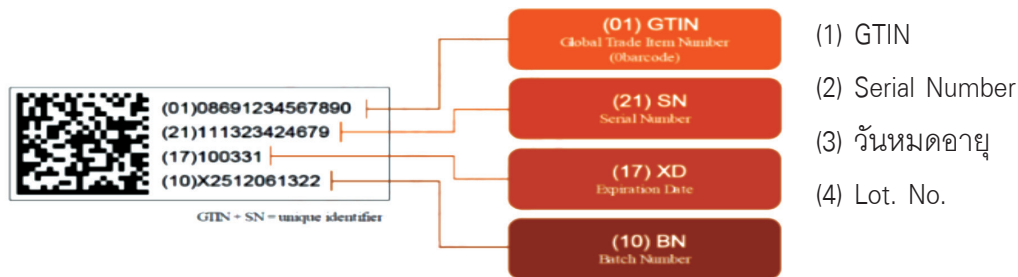 (01)08691234567890
(21)111323424679
(17)100331
(10)X2512061322
GTIN + SN = unique identifier
(01) GTIN
Global Trade Item Number
(0barcode)
(21) SN
Serial Number
(17) XD
Expiration Date
(10) BN
Batch Number
(1) GTIN
(2) Serial Number
(3) วันหมดอายุ
(4) Lot. No.